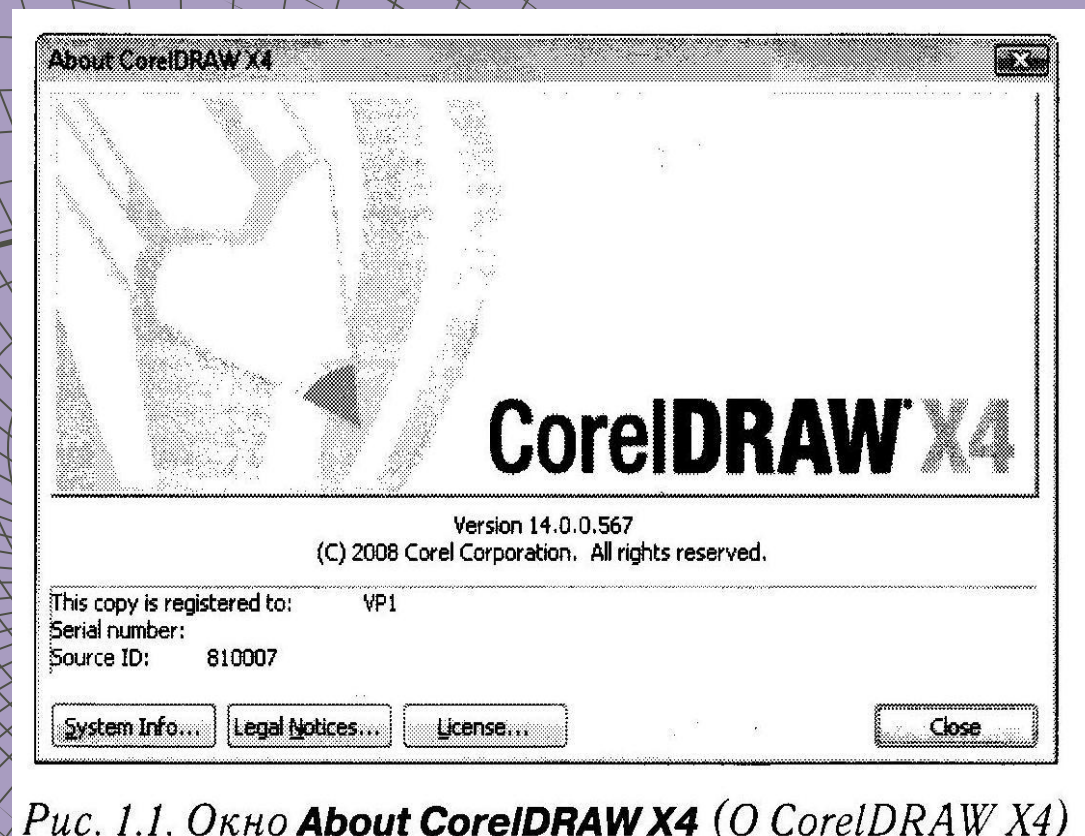 About CorelDRAW X4
CorelDRAW X4
Version 14.0.0.567
(C) 2008 Corel Corporation. All rights reserved.
This copy is registered to: VP1
Serial number:
Source ID: 810007
System Info... Legal Notices... License... Close
Рис. 1.1. Окно About CorelDRAW X4 (О CorelDRAW X4)